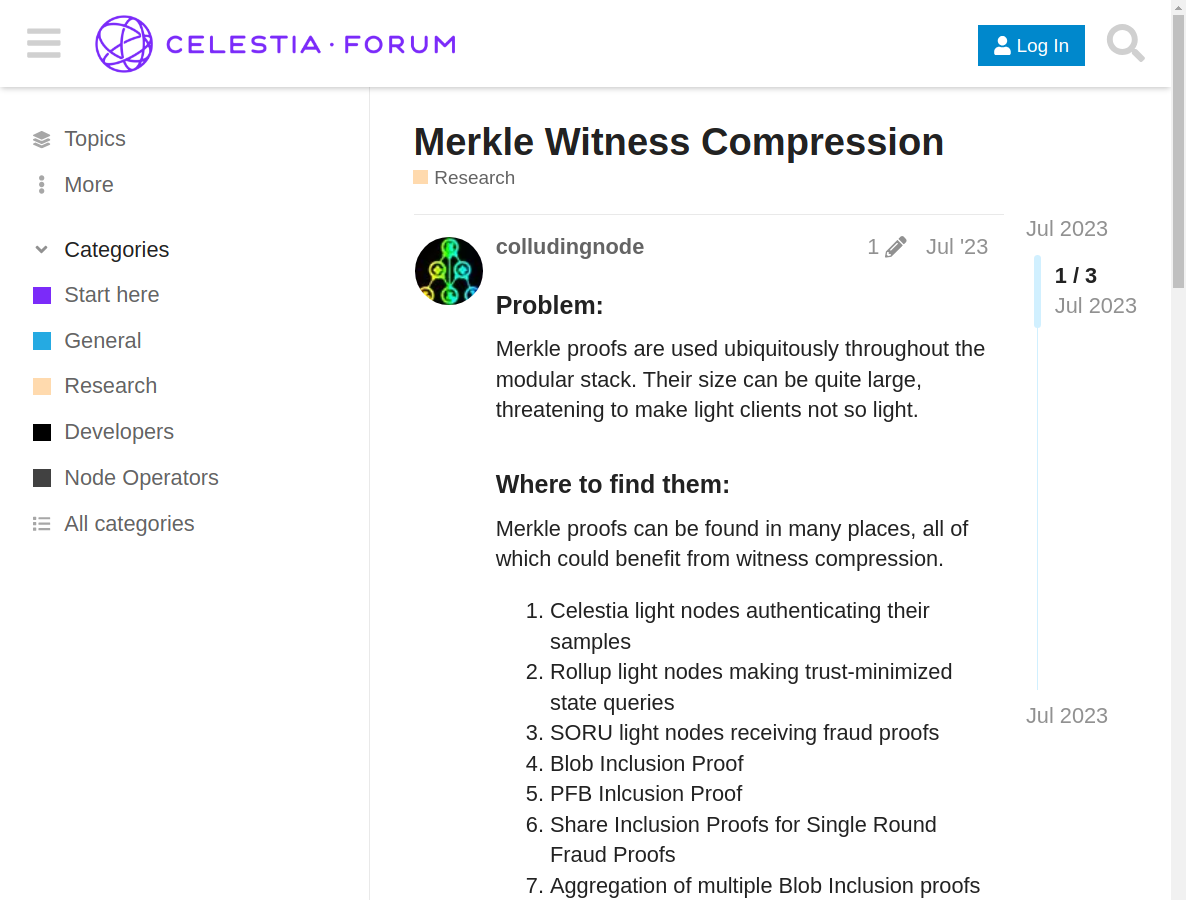 CELESTIA · FORUM
Log In
Topics
More
Categories
Start here
General
Research
Developers
Node Operators
All categories
Merkle Witness Compression
Research
colludingnode
1
Jul '23
Problem:
Merkle proofs are used ubiquitously throughout the
modular stack. Their size can be quite large,
threatening to make light clients not so light.
Where to find them:
Merkle proofs can be found in many places, all of
which could benefit from witness compression.
1. Celestia light nodes authenticating their
samples
2. Rollup light nodes making trust-minimized
state queries
3. SORU light nodes receiving fraud proofs
4. Blob Inclusion Proof
5. PFB Inlcusion Proof
6. Share Inclusion Proofs for Single Round
Fraud Proofs
7. Aggregation of multiple Blob Inclusion proofs
Jul 2023
1 / 3
Jul 2023
Jul 2023